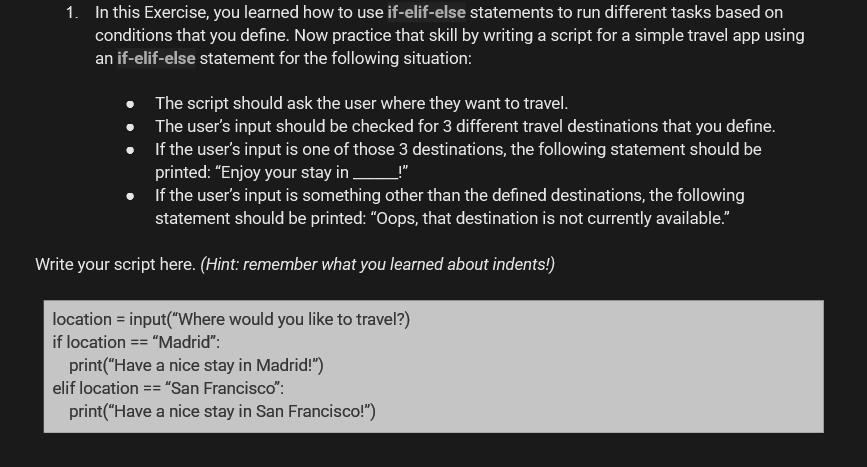 1. In this Exercise, you learned how to use if-elif-else statements to run different tasks based on
conditions that you define. Now practice that skill by writing a script for a simple travel app using
an if-elif-else statement for the following situation:
● The script should ask the user where they want to travel.
● The user’s input should be checked for 3 different travel destinations that you define.
● If the user’s input is one of those 3 destinations, the following statement should be
printed: “Enjoy your stay in ______!”
● If the user’s input is something other than the defined destinations, the following
statement should be printed: “Oops, that destination is not currently available.”
Write your script here. (Hint: remember what you learned about indents!)
location = input(“Where would you like to travel?)
if location == “Madrid”:
print(“Have a nice stay in Madrid!”)
elif location == “San Francisco”:
print(“Have a nice stay in San Francisco!”)